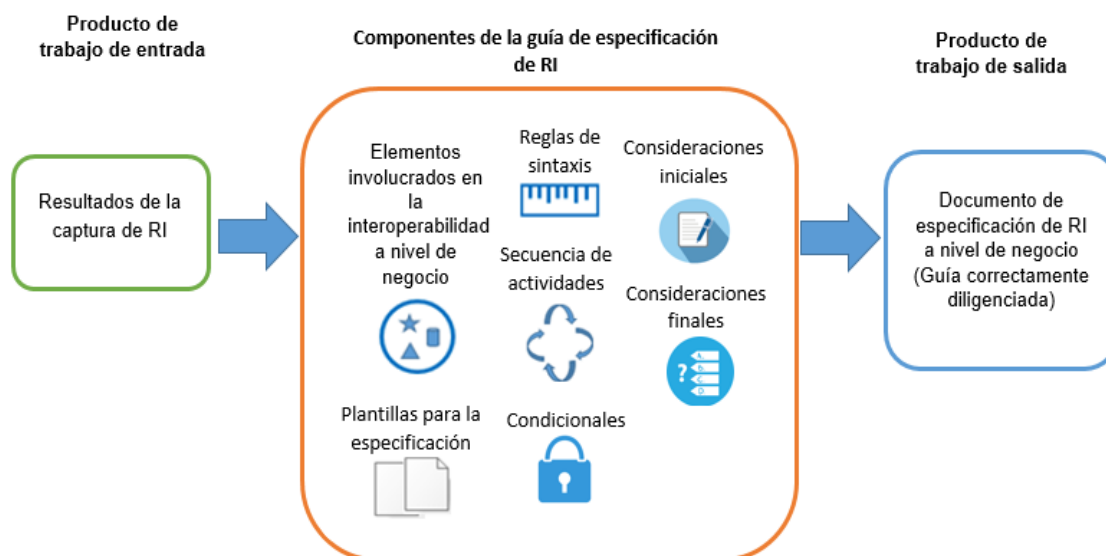 Producto de
trabajo de entrada
Componentes de la guía de especificación
de RI
Producto de
trabajo de salida
Resultados de la
captura de RI
Elementos
involucrados en
la
interoperabilidad
a nivel de
negocio
Reglas de
sintaxis
Consideraciones
iniciales
Secuencia de
actividades
Consideraciones
finales
?
A
B
C
D
Plantillas para la
especificación
Condicionales
Documento de
especificación de RI
a nivel de negocio
(Guía correctamente
diligenciada)